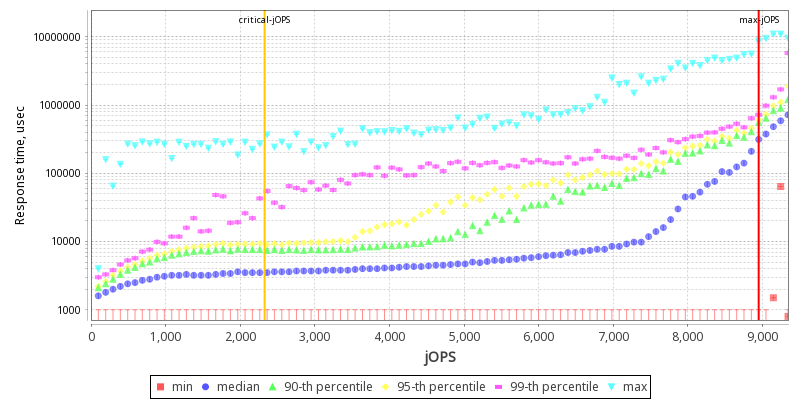 critical-jOPS max-jOPS
10000000
1000000
100000
10000
1000
Response time, usec
0 1,000 2,000 3,000 4,000 5,000 6,000 7,000 8,000 9,000
jOPS
min median 90-th percentile 95-th percentile 99-th percentile max